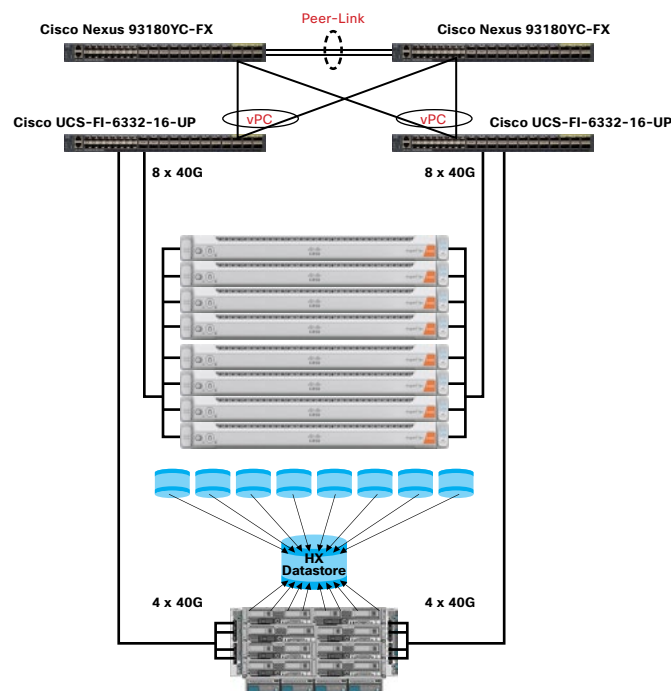 Peer-Link
Cisco Nexus 93180YC-FX
Cisco Nexus 93180YC-FX
vPC
vPC
Cisco UCS-FI-6332-16-UP
Cisco UCS-FI-6332-16-UP
8 x 40G
8 x 40G
HX
Datastore
4 x 40G
4 x 40G